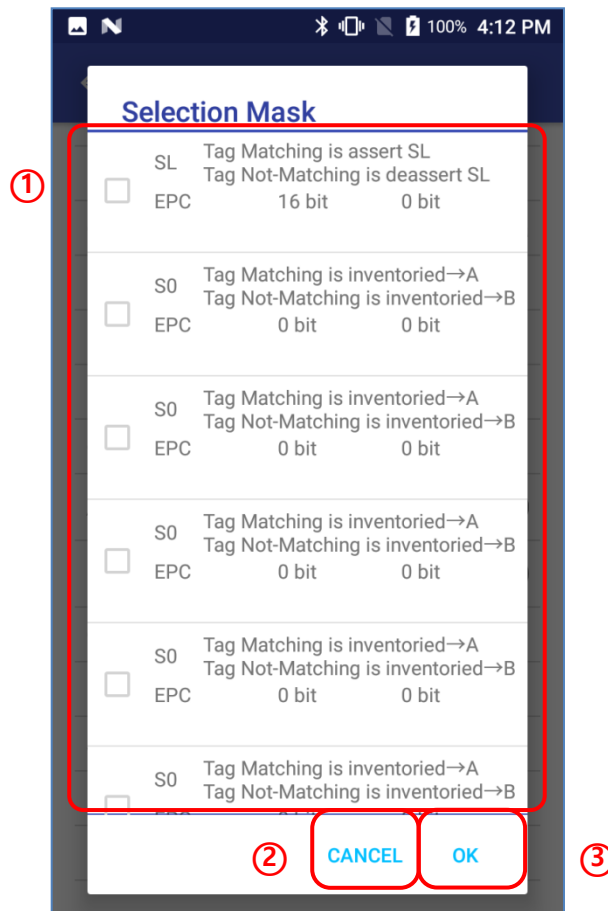 100% 4:12 PM
Selection Mask
①
SL Tag Matching is assert SL
Tag Not-Matching is deassert SL
EPC 16 bit 0 bit
S0 Tag Matching is inventoried→A
Tag Not-Matching is inventoried→B
EPC 0 bit 0 bit
S0 Tag Matching is inventoried→A
Tag Not-Matching is inventoried→B
EPC 0 bit 0 bit
S0 Tag Matching is inventoried→A
Tag Not-Matching is inventoried→B
EPC 0 bit 0 bit
S0 Tag Matching is inventoried→A
Tag Not-Matching is inventoried→B
EPC 0 bit 0 bit
S0 Tag Matching is inventoried→A
Tag Not-Matching is inventoried→B
② CANCEL OK ③